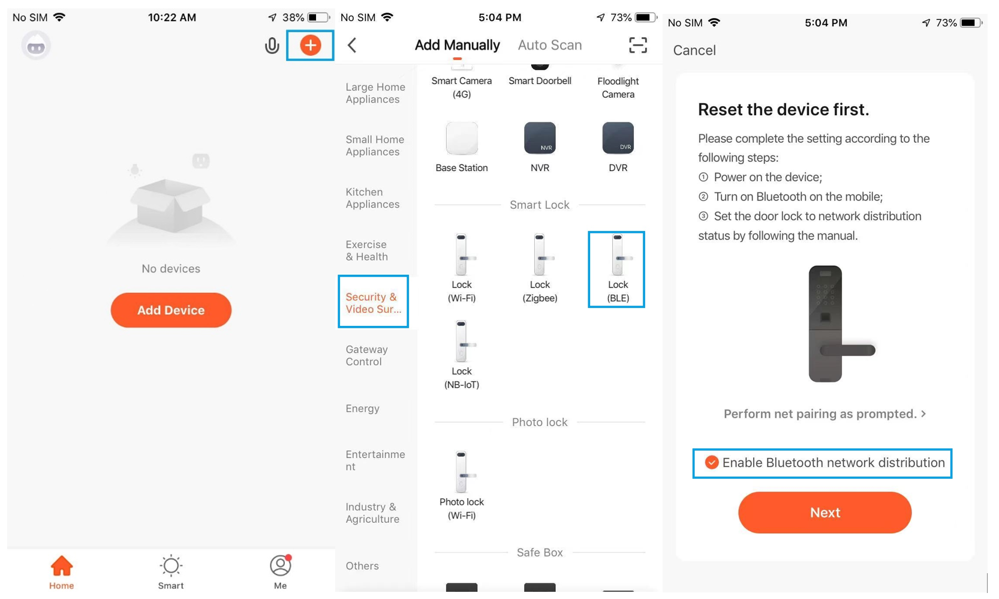 No SIM 10:22 AM 38%
No devices
Add Device
Home Smart Me
No SIM 5:04 PM 73%
Add Manually Auto Scan
Large Home
Appliances
Small Home
Appliances
Kitchen
Appliances
Exercise
& Health
Security &
Video Sur...
Gateway
Control
Energy
Entertainme
nt
Industry &
Agriculture
Others
Smart Camera
(4G)
Smart Doorbell
Floodlight
Camera
NVR
DVR
Base Station
NVR
DVR
Smart Lock
Lock
(Wi-Fi)
Lock
(Zigbee)
Lock
(BLE)
Lock
(NB-IoT)
Photo lock
Photo lock
(Wi-Fi)
Safe Box
No SIM 5:04 PM 73%
Cancel
Reset the device first.
Please complete the setting according to the
following steps:
① Power on the device;
② Turn on Bluetooth on the mobile;
③ Set the door lock to network distribution
status by following the manual.
Perform net pairing as prompted. >
Enable Bluetooth network distribution
Next